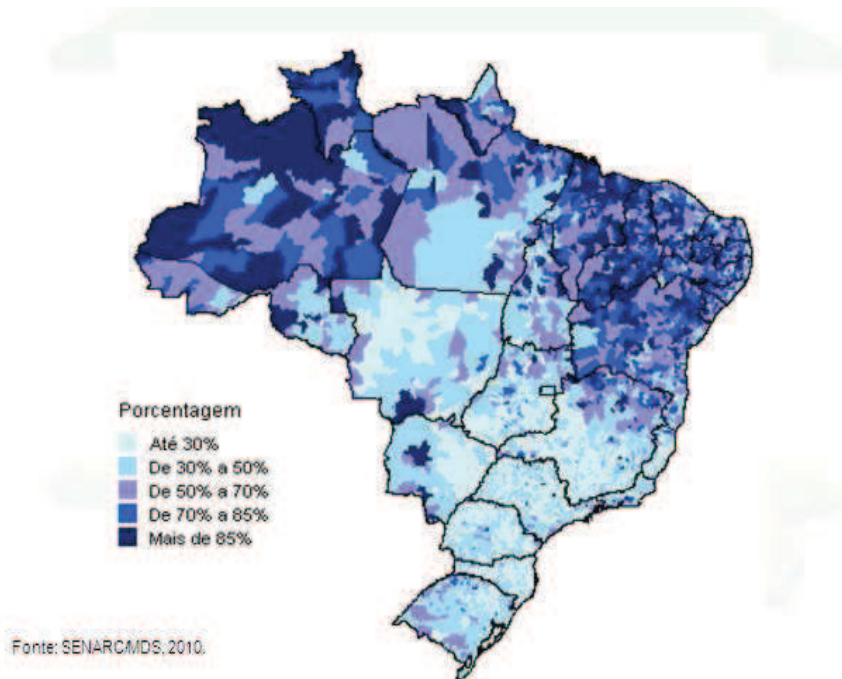 Porcentagem
Até 30%
De 30% a 50%
De 50% a 70%
De 70% a 85%
Mais de 85%
Fonte: SENARC/MDS, 2010.